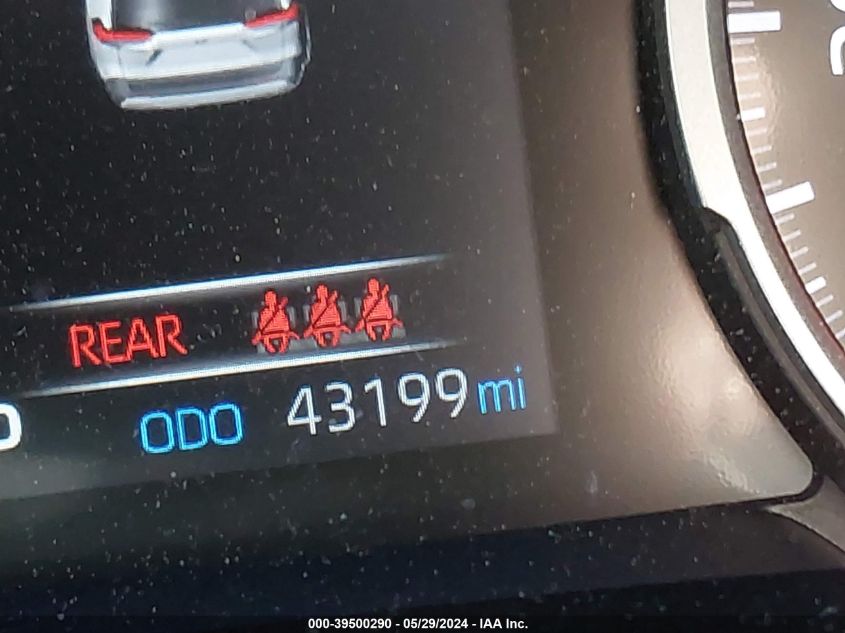 REAR
ODO 43199 mi
000-39500290 - 05/29/2024 - IAA Inc.